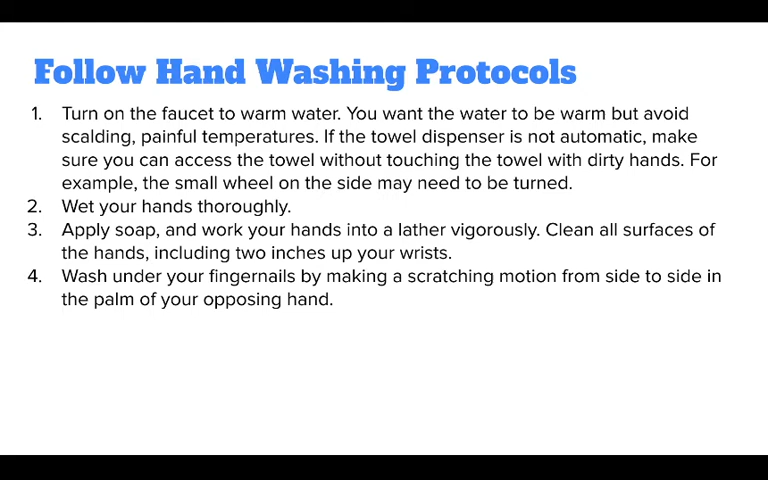 Follow Hand Washing Protocols
1. Turn on the faucet to warm water. You want the water to be warm but avoid
scalding, painful temperatures. If the towel dispenser is not automatic, make
sure you can access the towel without touching the towel with dirty hands. For
example, the small wheel on the side may need to be turned.
2. Wet your hands thoroughly.
3. Apply soap, and work your hands into a lather vigorously. Clean all surfaces of
the hands, including two inches up your wrists.
4. Wash under your fingernails by making a scratching motion from side to side in
the palm of your opposing hand.